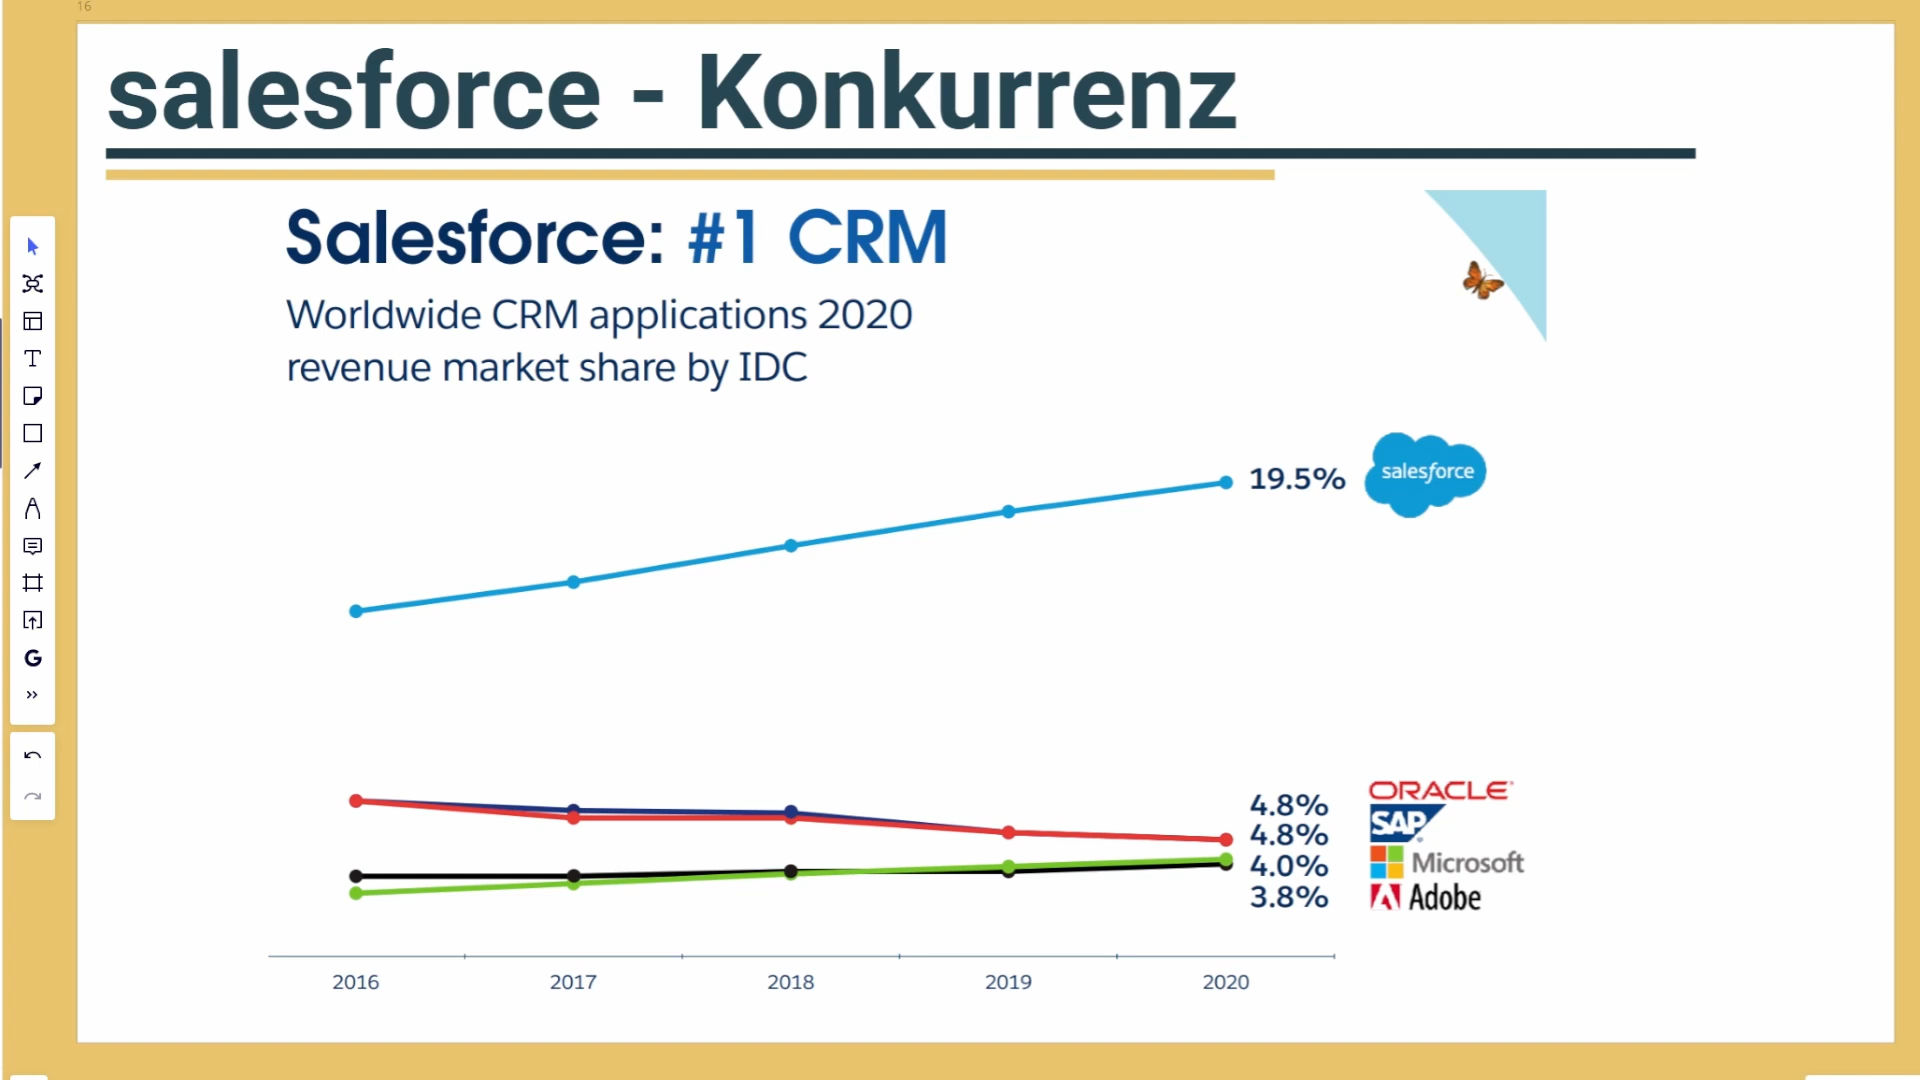 16
salesforce - Konkurrenz
Salesforce: #1 CRM
Worldwide CRM applications 2020
revenue market share by IDC
19.5%
salesforce
4.8%
ORACLE
4.8%
SAP
4.0%
Microsoft
3.8%
Adobe
2016 2017 2018 2019 2020